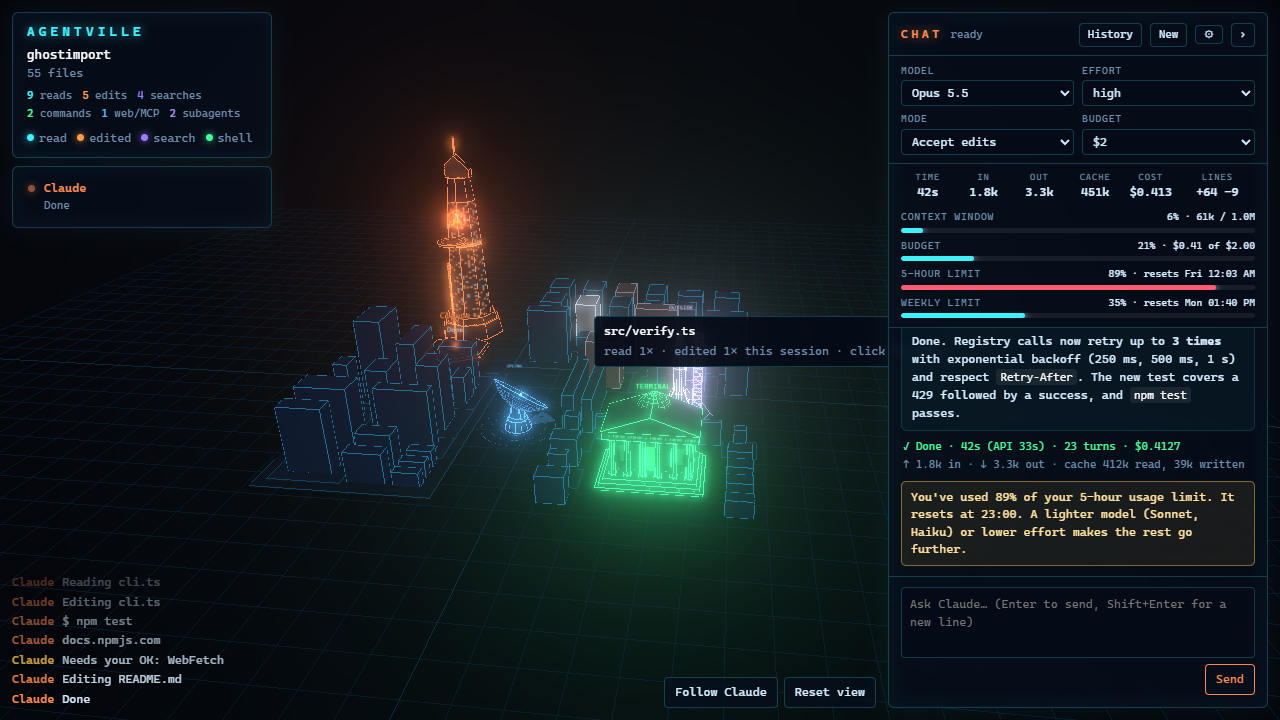 AGENTVILLE
ghostimport
55 files
9 reads 5 edits 4 searches
2 commands 1 web/MCP 2 subagents
read edited search shell
Claude
Done
TERMINAL
src/verify.ts
read 1× · edited 1× this session · click
Claude Reading cli.ts
Claude Editing cli.ts
Claude $ npm test
Claude docs.npmjs.com
Claude Needs your OK: WebFetch
Claude Editing README.md
Claude Done
Follow Claude
Reset view
CHAT ready
History
New
MODEL
EFFORT
Opus 5.5
high
MODE
BUDGET
Accept edits
$2
TIME IN OUT CACHE COST LINES
42s 1.8k 3.3k 451k $0.413 +64 −9
CONTEXT WINDOW 6% · 61k / 1.0M
BUDGET 21% · $0.41 of $2.00
5-HOUR LIMIT 89% · resets Fri 12:03 AM
WEEKLY LIMIT 35% · resets Mon 01:40 PM
Done. Registry calls now retry up to 3 times
with exponential backoff (250 ms, 500 ms, 1 s)
and respect Retry-After. The new test covers a
429 followed by a success, and npm test
passes.
✓ Done · 42s (API 33s) · 23 turns · $0.4127
↑ 1.8k in · ↓ 3.3k out · cache 412k read, 39k written
You've used 89% of your 5-hour usage limit. It
resets at 23:00. A lighter model (Sonnet,
Haiku) or lower effort makes the rest go
further.
Ask Claude… (Enter to send, Shift+Enter for a
new line)
Send